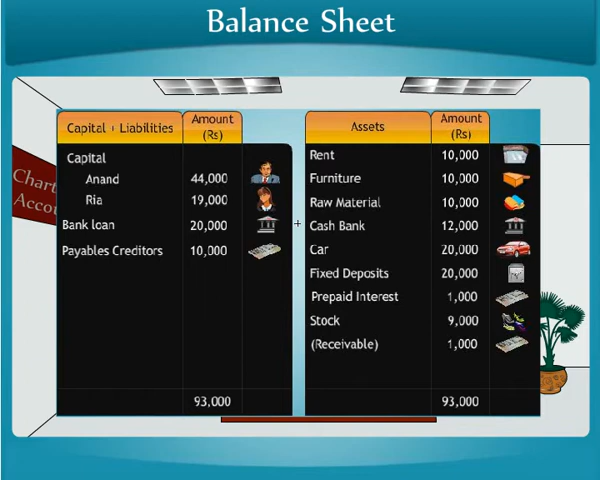 Balance Sheet
Capital + Liabilities Amount (Rs)
Capital
Anand 44,000
Ria 19,000
Bank loan 20,000
Payables Creditors 10,000
93,000
Assets Amount (Rs)
Rent 10,000
Furniture 10,000
Raw Material 10,000
Cash Bank 12,000
Car 20,000
Fixed Deposits 20,000
Prepaid Interest 1,000
Stock 9,000
(Receivable) 1,000
93,000
Chart